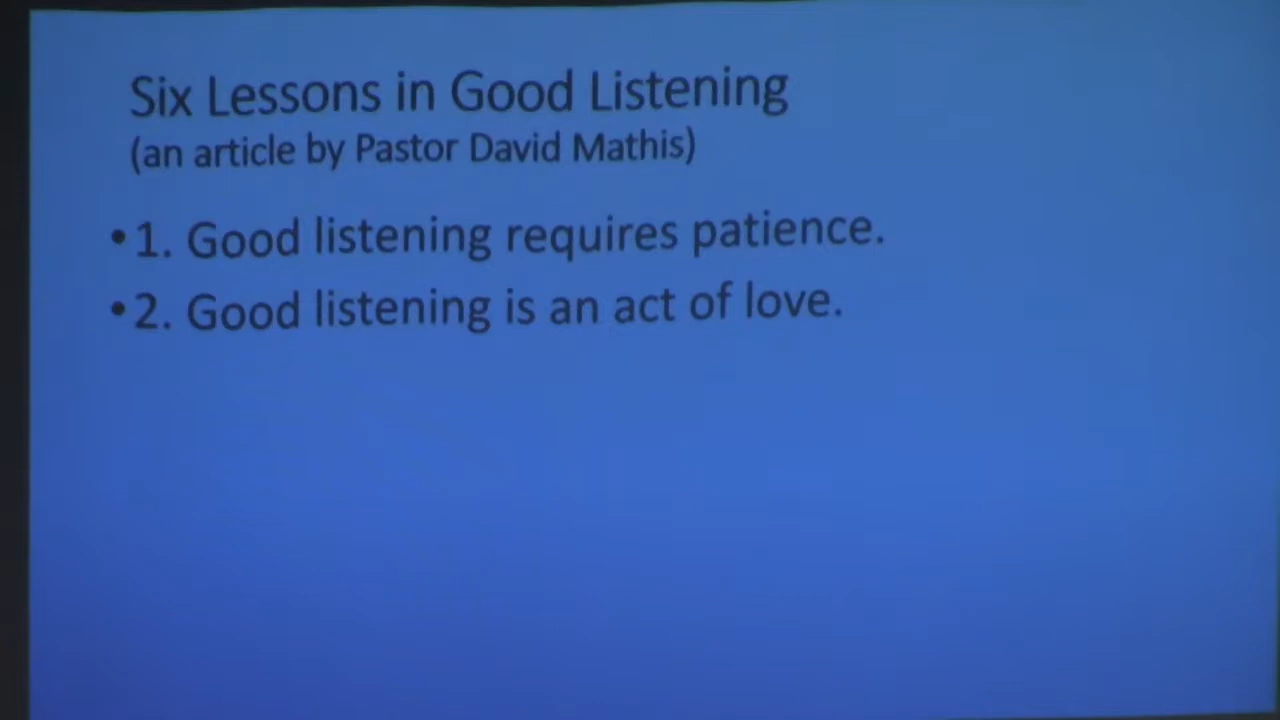 Six Lessons in Good Listening
(an article by Pastor David Mathis)
• 1. Good listening requires patience.
• 2. Good listening is an act of love.